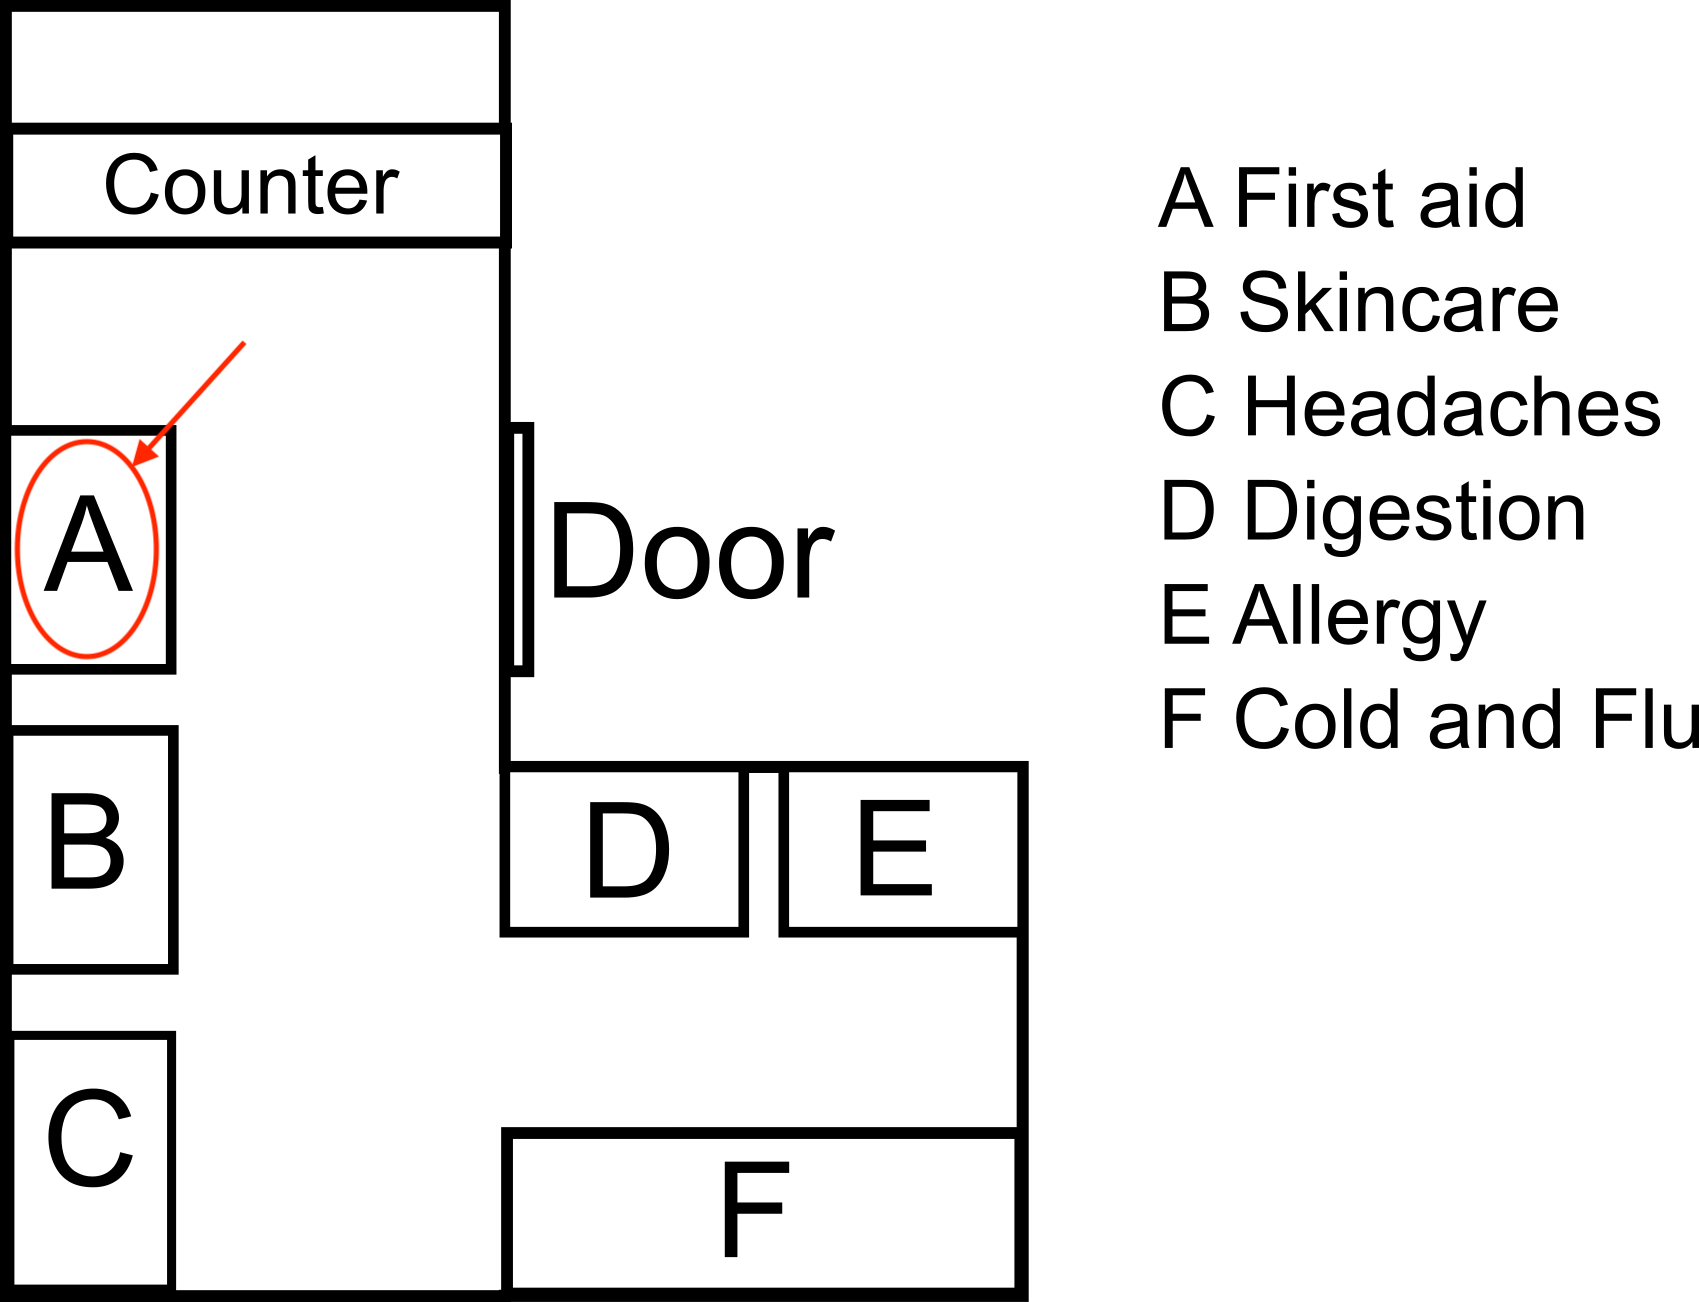 Counter
A First aid
B Skincare
C Headaches
D Digestion
E Allergy
F Cold and Flu
A
Door
B
D
E
C
F